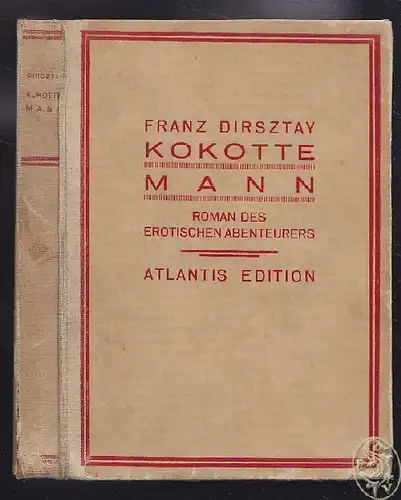 DIRSZTAY
KOKOTTE
MANN
FRANZ DIRSZTAY
KOKOTTE
MANN
ROMAN DES
EROTISCHEN ABENTEURERS
ATLANTIS EDITION